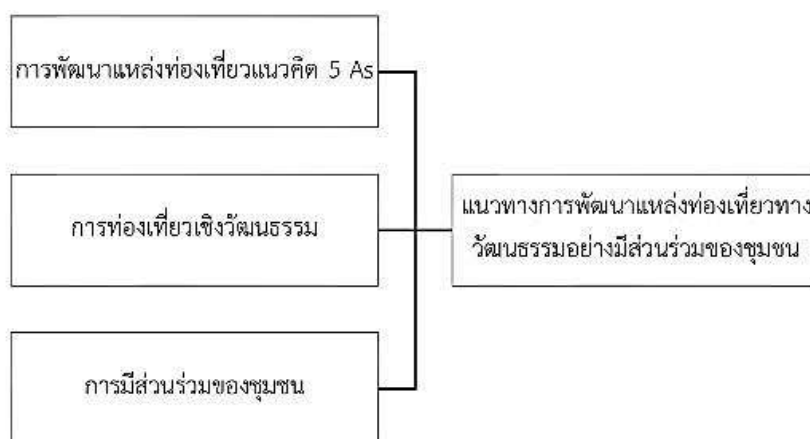 การพัฒนาแหล่งท่องเที่ยวแนวคิด 5 As
การท่องเที่ยวเชิงวัฒนธรรม
การมีส่วนร่วมของชุมชน
แนวทางการพัฒนาแหล่งท่องเที่ยวทาง
วัฒนธรรมอย่างมีส่วนร่วมของชุมชน